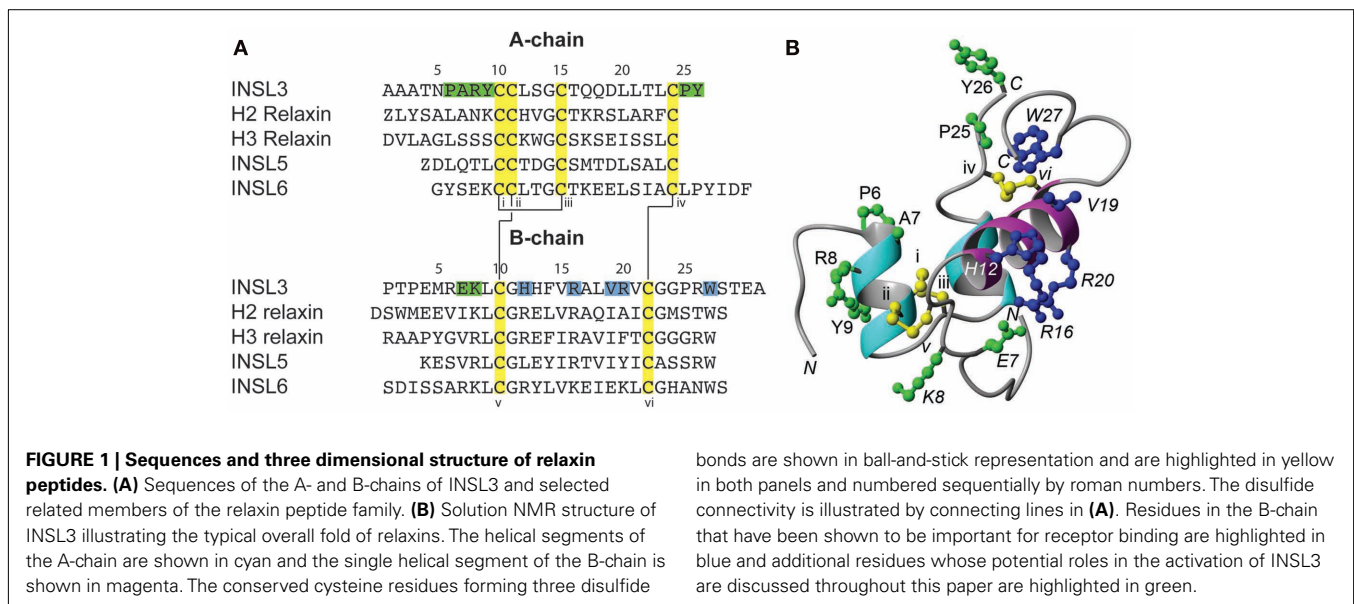 A
A-chain
5 10 15 20 25
INSL3 AAATNPARYCCLSGCTQQDLLTLCPY
H2 Relaxin ZLYSALANKCCHVGCTKRSLARFC
H3 Relaxin DVLAGLSSSCCKWGCSKSEISSLC
INSL5 ZDLQTLCCTDGCSMTDLSALC
INSL6 GYSEKCCLTGCTKEELSIACLPYIDF
i ii iii iv
B-chain
5 10 15 20 25
INSL3 PTPEMREKLCGHHFVRALVRVCGGPRWSTEA
H2 relaxin DSWMEEVIKLCGRELVRAQIAICGMSTWS
H3 relaxin RAAPYGVRLCGREFIRAVIFTCGGGRW
INSL5 KESVRLCGLEYIRTVIYICASSRW
INSL6 SDISSARKLCGRYLVKEIEKLCGHANWS
v vi
B
Y26 C
W27
P25
C
iv vi
V19
P6
A7
H12
R8
i
iii
R20
ii
Y9
N
R16
v
E7
N
K8
FIGURE 1 | Sequences and three dimensional structure of relaxin
peptides. (A) Sequences of the A- and B-chains of INSL3 and selected
related members of the relaxin peptide family. (B) Solution NMR structure of
INSL3 illustrating the typical overall fold of relaxins. The helical segments of
the A-chain are shown in cyan and the single helical segment of the B-chain is
shown in magenta. The conserved cysteine residues forming three disulfide
bonds are shown in ball-and-stick representation and are highlighted in yellow
in both panels and numbered sequentially by roman numbers. The disulfide
connectivity is illustrated by connecting lines in (A). Residues in the B-chain
that have been shown to be important for receptor binding are highlighted in
blue and additional residues whose potential roles in the activation of INSL3
are discussed throughout this paper are highlighted in green.